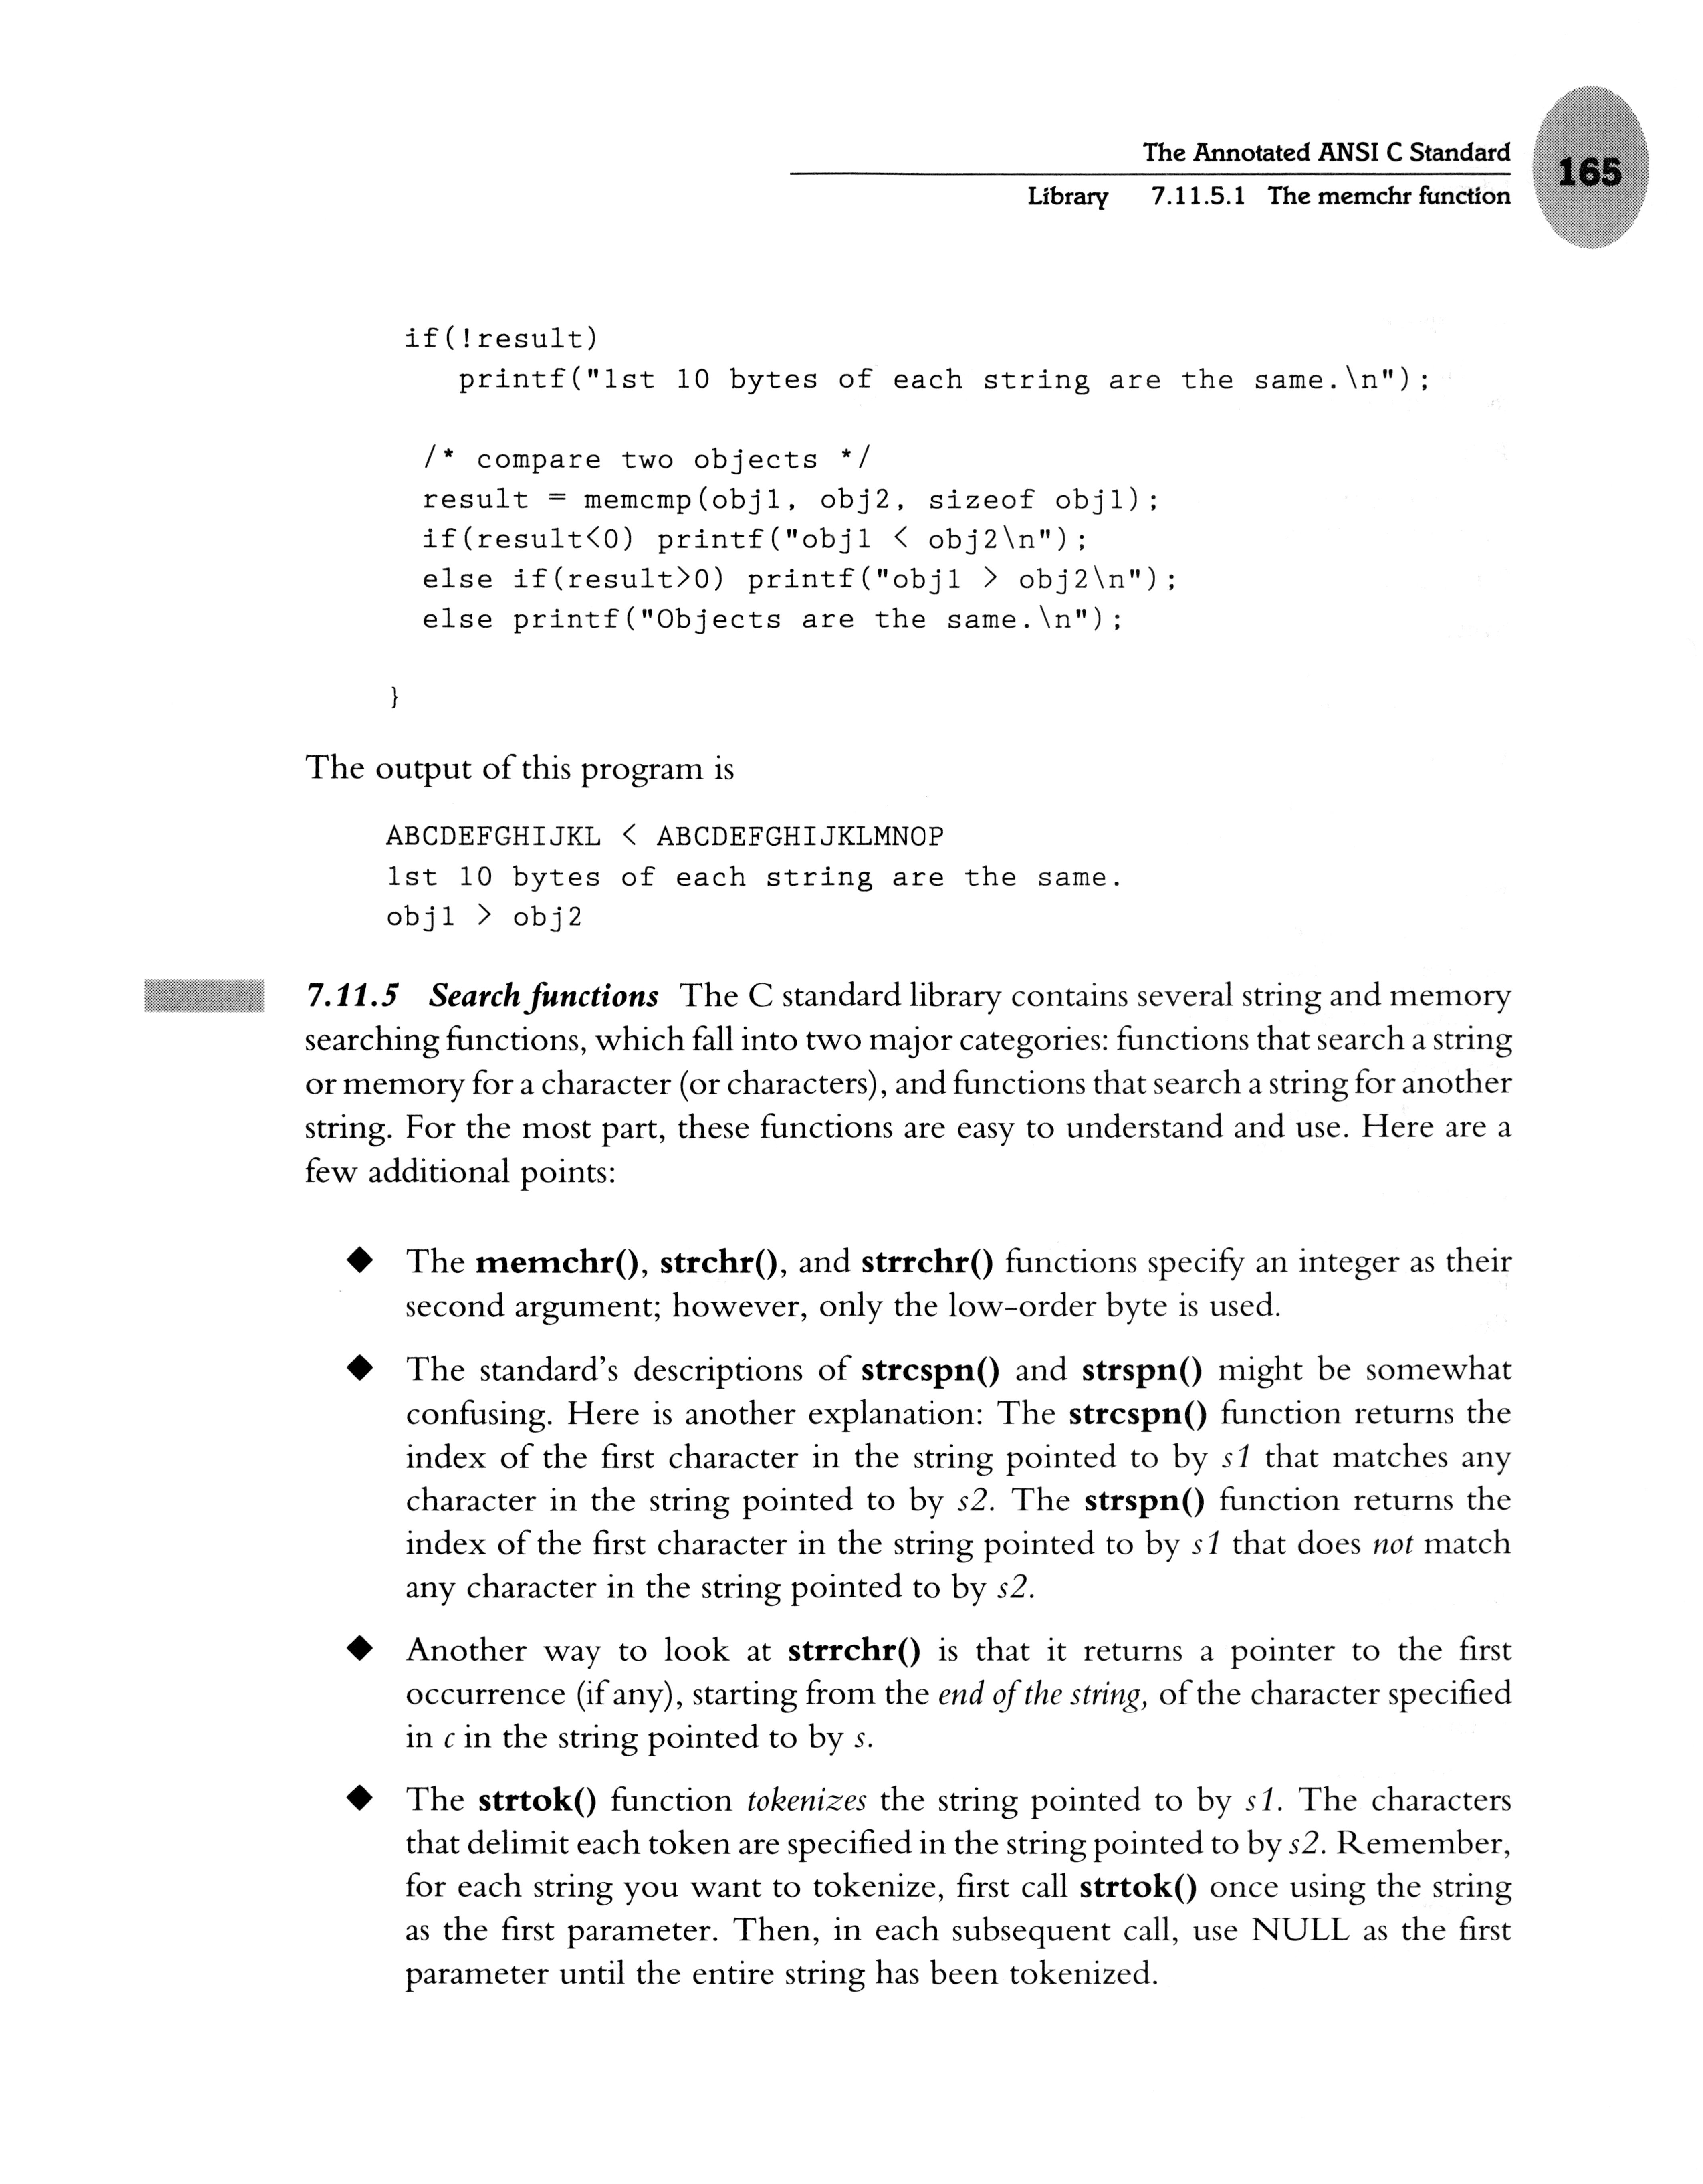 The Annotated ANSI C Standard
165
Library 7.11.5.1 The memchr function
if(!result)
printf("1st 10 bytes of each string are the same.\n");
/* compare two objects */
result = memcmp(obj1, obj2, sizeof obj1);
if(result<0) printf("obj1 < obj2\n");
else if(result>0) printf("obj1 > obj2\n");
else printf("Objects are the same.\n");
}
The output of this program is
ABCDEFGHIJKL < ABCDEFGHIJKLMNOP
1st 10 bytes of each string are the same.
obj1 > obj2
7.11.5 Search functions The C standard library contains several string and memory
searching functions, which fall into two major categories: functions that search a string
or memory for a character (or characters), and functions that search a string for another
string. For the most part, these functions are easy to understand and use. Here are a
few additional points:
◆ The memchr(), strchr(), and strrchr() functions specify an integer as their
second argument; however, only the low-order byte is used.
◆ The standard's descriptions of strcspn() and strspn() might be somewhat
confusing. Here is another explanation: The strcspn() function returns the
index of the first character in the string pointed to by s1 that matches any
character in the string pointed to by s2. The strspn() function returns the
index of the first character in the string pointed to by s1 that does not match
any character in the string pointed to by s2.
◆ Another way to look at strrchr() is that it returns a pointer to the first
occurrence (if any), starting from the end of the string, of the character specified
in c in the string pointed to by s.
◆ The strtok() function tokenizes the string pointed to by s1. The characters
that delimit each token are specified in the string pointed to by s2. Remember,
for each string you want to tokenize, first call strtok() once using the string
as the first parameter. Then, in each subsequent call, use NULL as the first
parameter until the entire string has been tokenized.